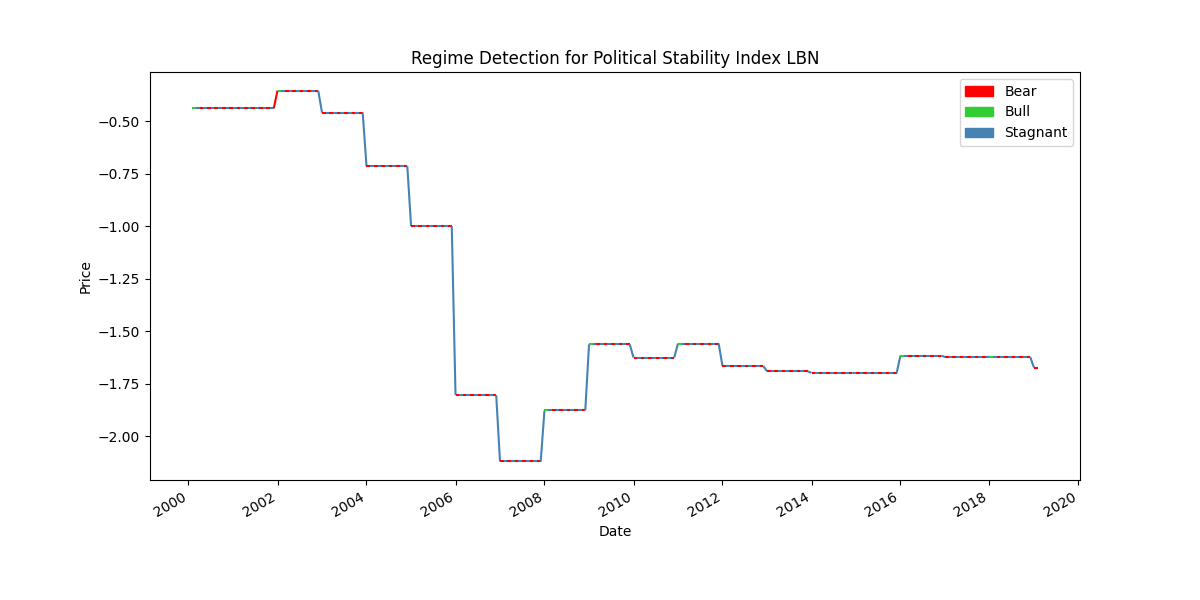 Regime Detection for Political Stability Index LBN
Bear
Bull
Stagnant
Price
−0.50
−0.75
−1.00
−1.25
−1.50
−1.75
−2.00
2000 2002 2004 2006 2008 2010 2012 2014 2016 2018 2020
Date